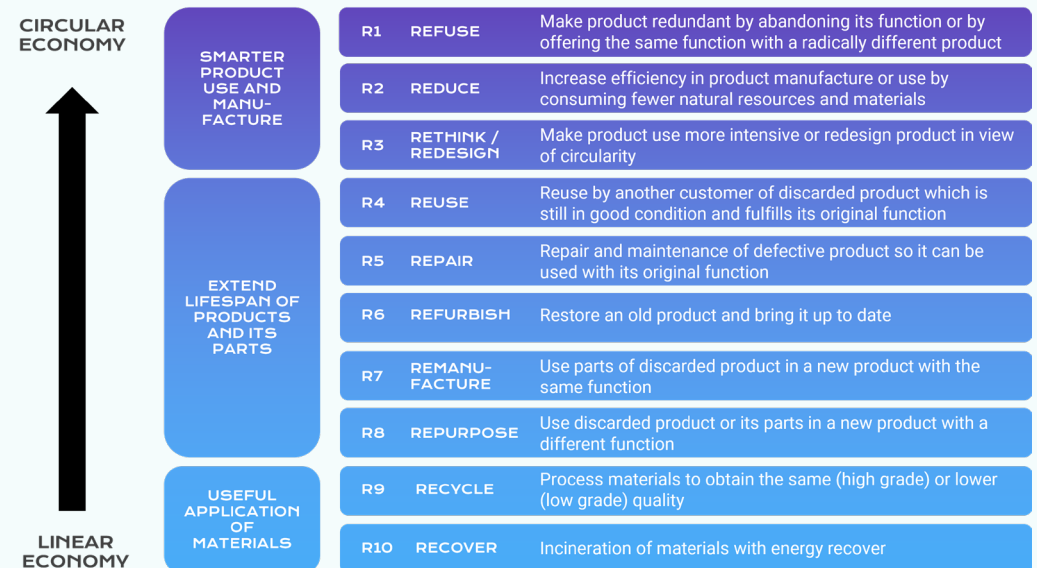 CIRCULAR
ECONOMY
SMARTER
PRODUCT
USE AND
MANU-
FACTURE
R1 REFUSE
Make product redundant by abandoning its function or by
offering the same function with a radically different product
R2 REDUCE
Increase efficiency in product manufacture or use by
consuming fewer natural resources and materials
R3 RETHINK /
REDESIGN
Make product use more intensive or redesign product in view
of circularity
EXTEND
LIFESPAN OF
PRODUCTS
AND ITS
PARTS
R4 REUSE
Reuse by another customer of discarded product which is
still in good condition and fulfills its original function
R5 REPAIR
Repair and maintenance of defective product so it can be
used with its original function
R6 REFURBISH
Restore an old product and bring it up to date
R7 REMANU-
FACTURE
Use parts of discarded product in a new product with the
same function
R8 REPURPOSE
Use discarded product or its parts in a new product with a
different function
USEFUL
APPLICATION
OF
MATERIALS
R9 RECYCLE
Process materials to obtain the same (high grade) or lower
(low grade) quality
R10 RECOVER
Incineration of materials with energy recover
LINEAR
ECONOMY